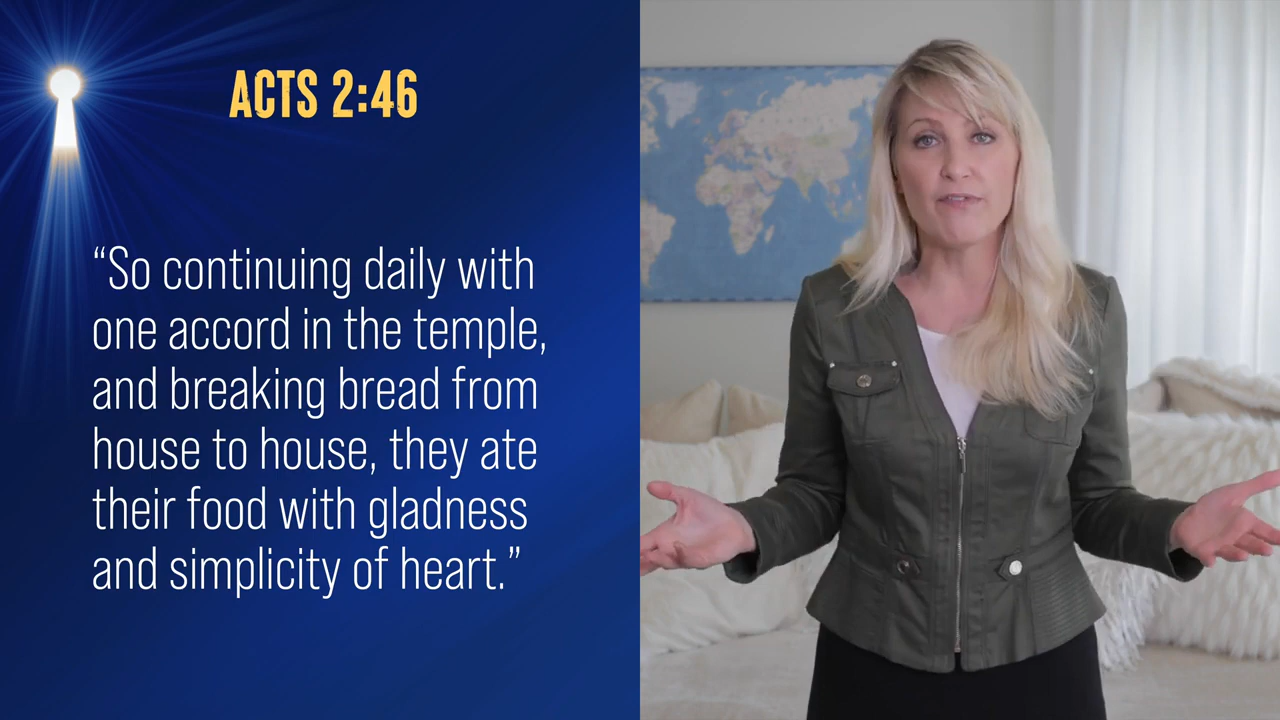 ACTS 2:46
“So continuing daily with
one accord in the temple,
and breaking bread from
house to house, they ate
their food with gladness
and simplicity of heart.”